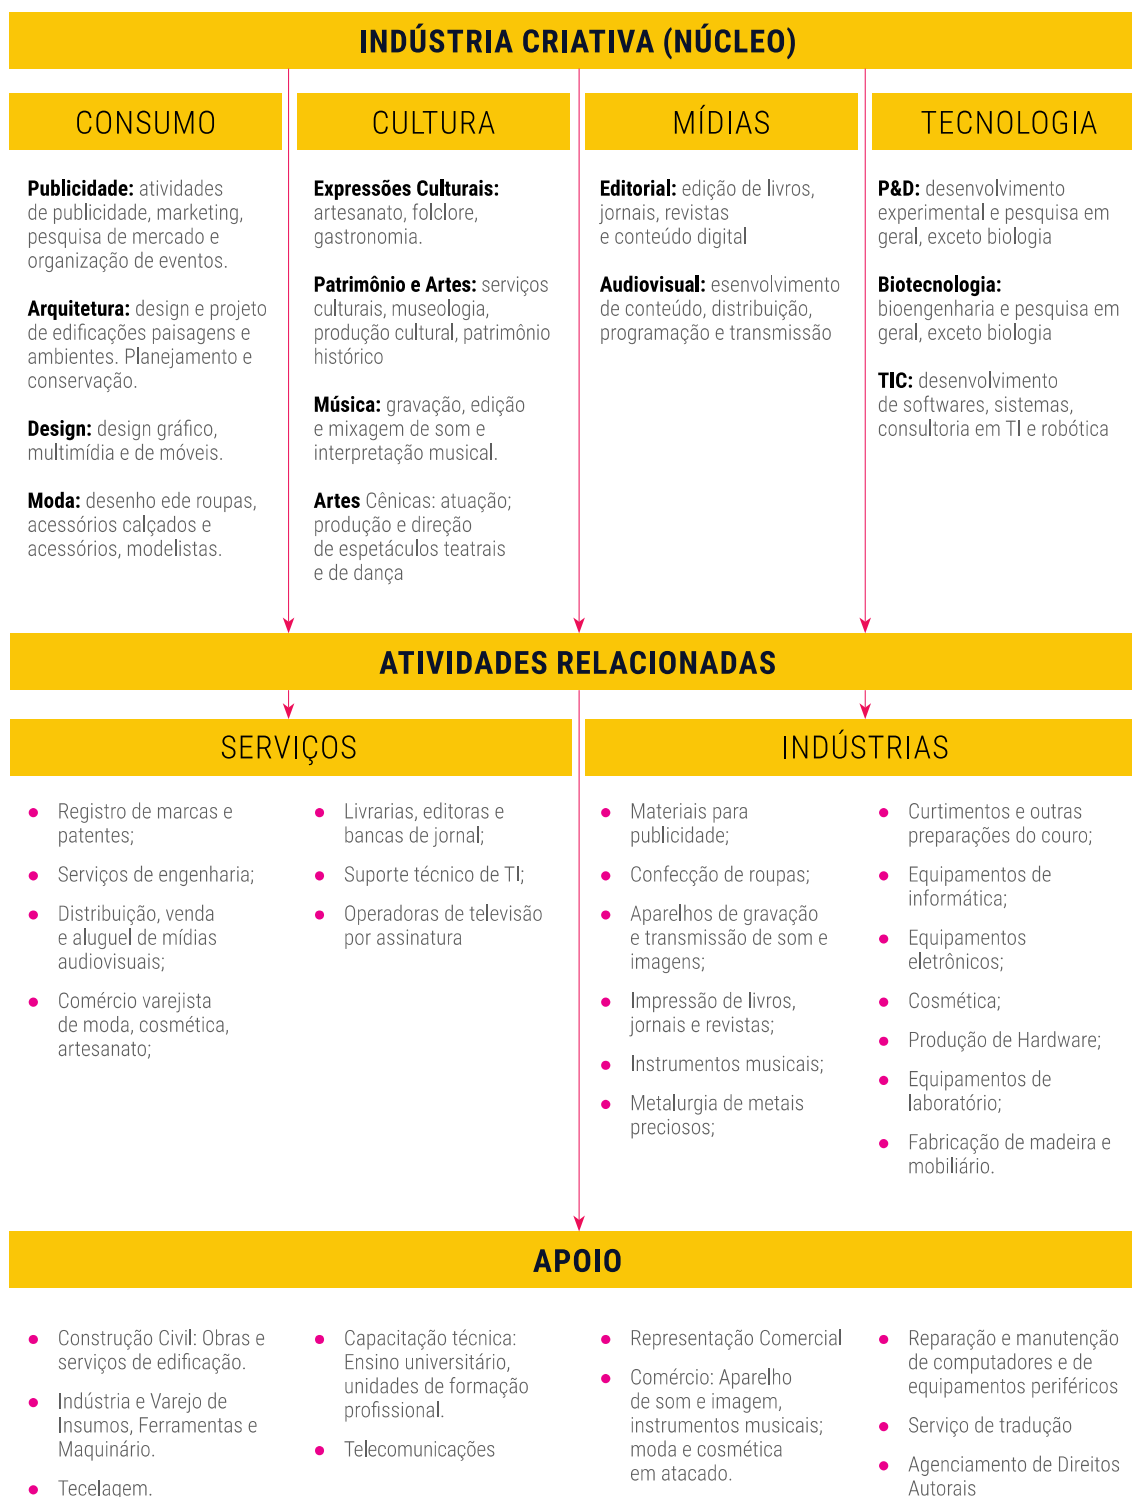 INDÚSTRIA CRIATIVA (NÚCLEO)
CONSUMO
Publicidade: atividades
de publicidade, marketing,
pesquisa de mercado e
organização de eventos.
Arquitetura: design e projeto
de edificações paisagens e
ambientes. Planejamento e
conservação.
Design: design gráfico,
multimídia e de móveis.
Moda: desenho ede roupas,
acessórios calçados e
acessórios, modelistas.
CULTURA
Expressões Culturais:
artesanato, folclore,
gastronomia.
Patrimônio e Artes: serviços
culturais, museologia,
produção cultural, patrimônio
histórico
Música: gravação, edição
e mixagem de som e
interpretação musical.
Artes Cênicas: atuação;
produção e direção
de espetáculos teatrais
e de dança
MÍDIAS
Editorial: edição de livros,
jornais, revistas
e conteúdo digital
Audiovisual: esenvolvimento
de conteúdo, distribuição,
programação e transmissão
TECNOLOGIA
P&D: desenvolvimento
experimental e pesquisa em
geral, exceto biologia
Biotecnologia:
bioengenharia e pesquisa em
geral, exceto biologia
TIC: desenvolvimento
de softwares, sistemas,
consultoria em TI e robótica
ATIVIDADES RELACIONADAS
SERVIÇOS
Registro de marcas e
patentes;
Serviços de engenharia;
Distribuição, venda
e aluguel de mídias
audiovisuais;
Comércio varejista
de moda, cosmética,
artesanato;
Livrarias, editoras e
bancas de jornal;
Suporte técnico de TI;
Operadoras de televisão
por assinatura
INDÚSTRIAS
Materiais para
publicidade;
Confecção de roupas;
Aparelhos de gravação
e transmissão de som e
imagens;
Impressão de livros,
jornais e revistas;
Instrumentos musicais;
Metalurgia de metais
preciosos;
Curtimentos e outras
preparações do couro;
Equipamentos de
informática;
Equipamentos
eletrônicos;
Cosmética;
Produção de Hardware;
Equipamentos de
laboratório;
Fabricação de madeira e
mobiliário.
APOIO
Construção Civil: Obras e
serviços de edificação.
Indústria e Varejo de
Insumos, Ferramentas e
Maquinário.
Tecelagem.
Capacitação técnica:
Ensino universitário,
unidades de formação
profissional.
Telecomunicações
Representação Comercial
Comércio: Aparelho
de som e imagem,
instrumentos musicais;
moda e cosmética
em atacado.
Reparação e manutenção
de computadores e de
equipamentos periféricos
Serviço de tradução
Agenciamento de Direitos
Autorais